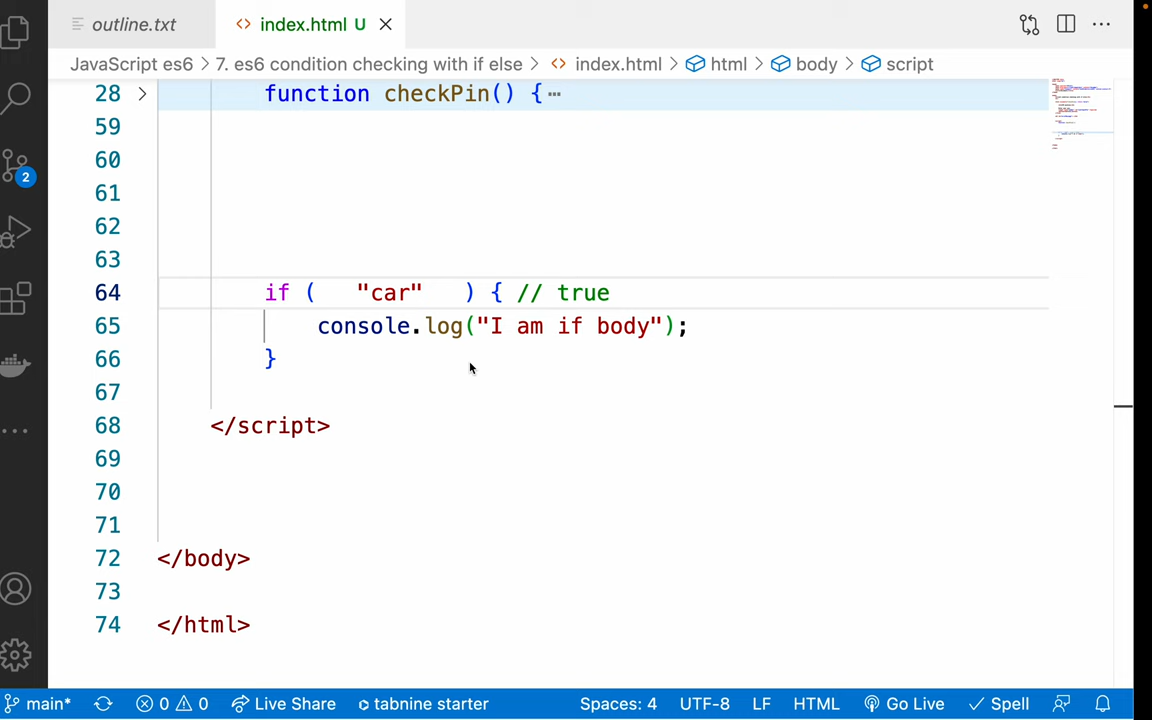 outline.txt
index.html U
JavaScript es6 > 7. es6 condition checking with if else > index.html > html > body > script
28 function checkPin() {
59
60
61
62
63
64 if ( "car" ) { // true
65 console.log("I am if body");
66 }
67
68 </script>
69
70
71
72 </body>
73
74 </html>
2
main* 0 0 Live Share tabnine starter Spaces: 4 UTF-8 LF HTML Go Live Spell